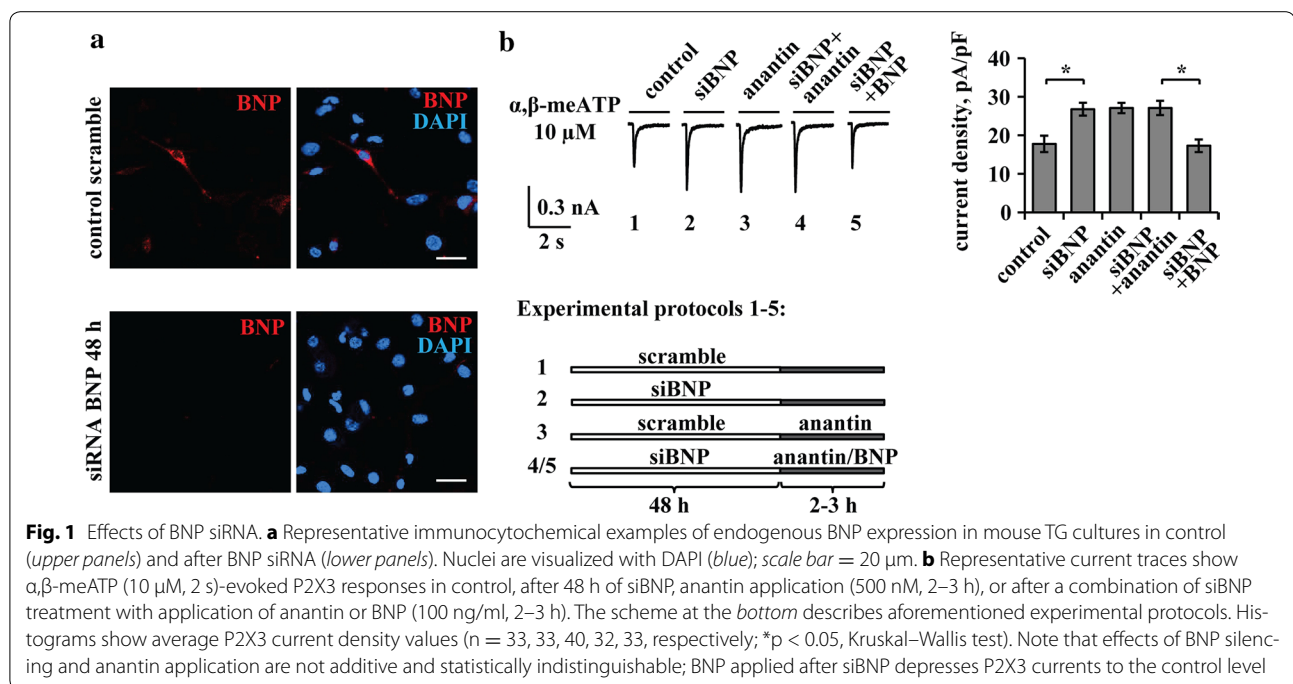 a
control scramble
BNP
BNP
DAPI
siRNA BNP 48 h
BNP
BNP
DAPI
b
control
siBNP
anantin
siBNP+
anantin
siBNP
+BNP
α,β-meATP
10 µM
0.3 nA
2 s
1 2 3 4 5
current density, pA/pF
40
30
20
10
0
*
*
control
siBNP
anantin
siBNP
+anantin
siBNP
+BNP
Experimental protocols 1-5:
1 scramble
2 siBNP
3 scramble anantin
4/5 siBNP anantin/BNP
48 h 2-3 h
Fig. 1 Effects of BNP siRNA. a Representative immunocytochemical examples of endogenous BNP expression in mouse TG cultures in control
(upper panels) and after BNP siRNA (lower panels). Nuclei are visualized with DAPI (blue); scale bar = 20 µm. b Representative current traces show
α,β-meATP (10 µM, 2 s)-evoked P2X3 responses in control, after 48 h of siBNP, anantin application (500 nM, 2–3 h), or after a combination of siBNP
treatment with application of anantin or BNP (100 ng/ml, 2–3 h). The scheme at the bottom describes aforementioned experimental protocols. His-
tograms show average P2X3 current density values (n = 33, 33, 40, 32, 33, respectively; *p < 0.05, Kruskal–Wallis test). Note that effects of BNP silenc-
ing and anantin application are not additive and statistically indistinguishable; BNP applied after siBNP depresses P2X3 currents to the control level